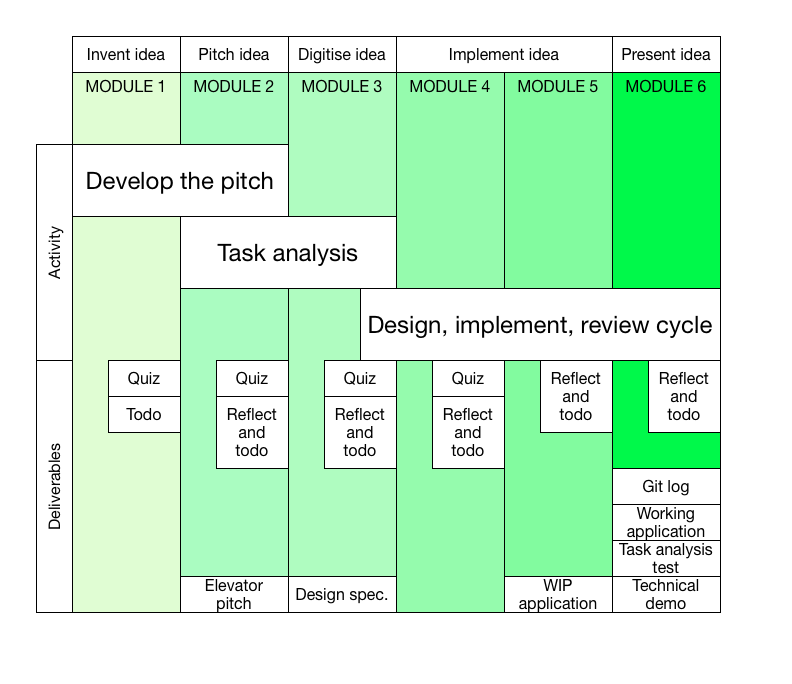 Invent idea
Pitch idea
Digitise idea
Implement idea
Present idea
MODULE 1
MODULE 2
MODULE 3
MODULE 4
MODULE 5
MODULE 6
Activity
Develop the pitch
Task analysis
Design, implement, review cycle
Deliverables
Quiz
Todo
Quiz
Reflect
and
todo
Quiz
Reflect
and
todo
Quiz
Reflect
and
todo
Reflect
and
todo
Reflect
and
todo
Git log
Working
application
Task analysis
test
Elevator
pitch
Design spec.
WIP
application
Technical
demo